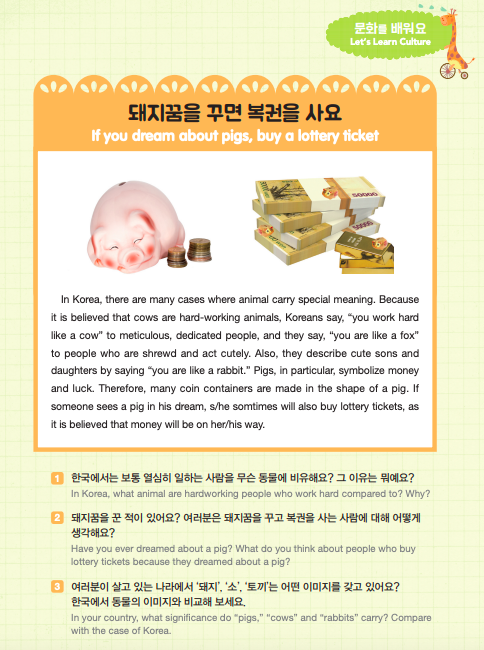 문화를 배워요
Let's Learn Culture
돼지꿈을 꾸면 복권을 사요
If you dream about pigs, buy a lottery ticket
50000
50000
In Korea, there are many cases where animal carry special meaning. Because
it is believed that cows are hard-working animals, Koreans say, “you work hard
like a cow” to meticulous, dedicated people, and they say, “you are like a fox”
to people who are shrewd and act cutely. Also, they describe cute sons and
daughters by saying “you are like a rabbit.” Pigs, in particular, symbolize money
and luck. Therefore, many coin containers are made in the shape of a pig. If
someone sees a pig in his dream, s/he somtimes will also buy lottery tickets, as
it is believed that money will be on her/his way.
1 한국에서는 보통 열심히 일하는 사람을 무슨 동물에 비유해요? 그 이유는 뭐예요?
In Korea, what animal are hardworking people who work hard compared to? Why?
2 돼지꿈을 꾼 적이 있어요? 여러분은 돼지꿈을 꾸고 복권을 사는 사람에 대해 어떻게
생각해요?
Have you ever dreamed about a pig? What do you think about people who buy
lottery tickets because they dreamed about a pig?
3 여러분이 살고 있는 나라에서 ‘돼지’, ‘소’, ‘토끼’는 어떤 이미지를 갖고 있어요?
한국에서 동물의 이미지와 비교해 보세요.
In your country, what significance do “pigs,” “cows” and “rabbits” carry? Compare
with the case of Korea.